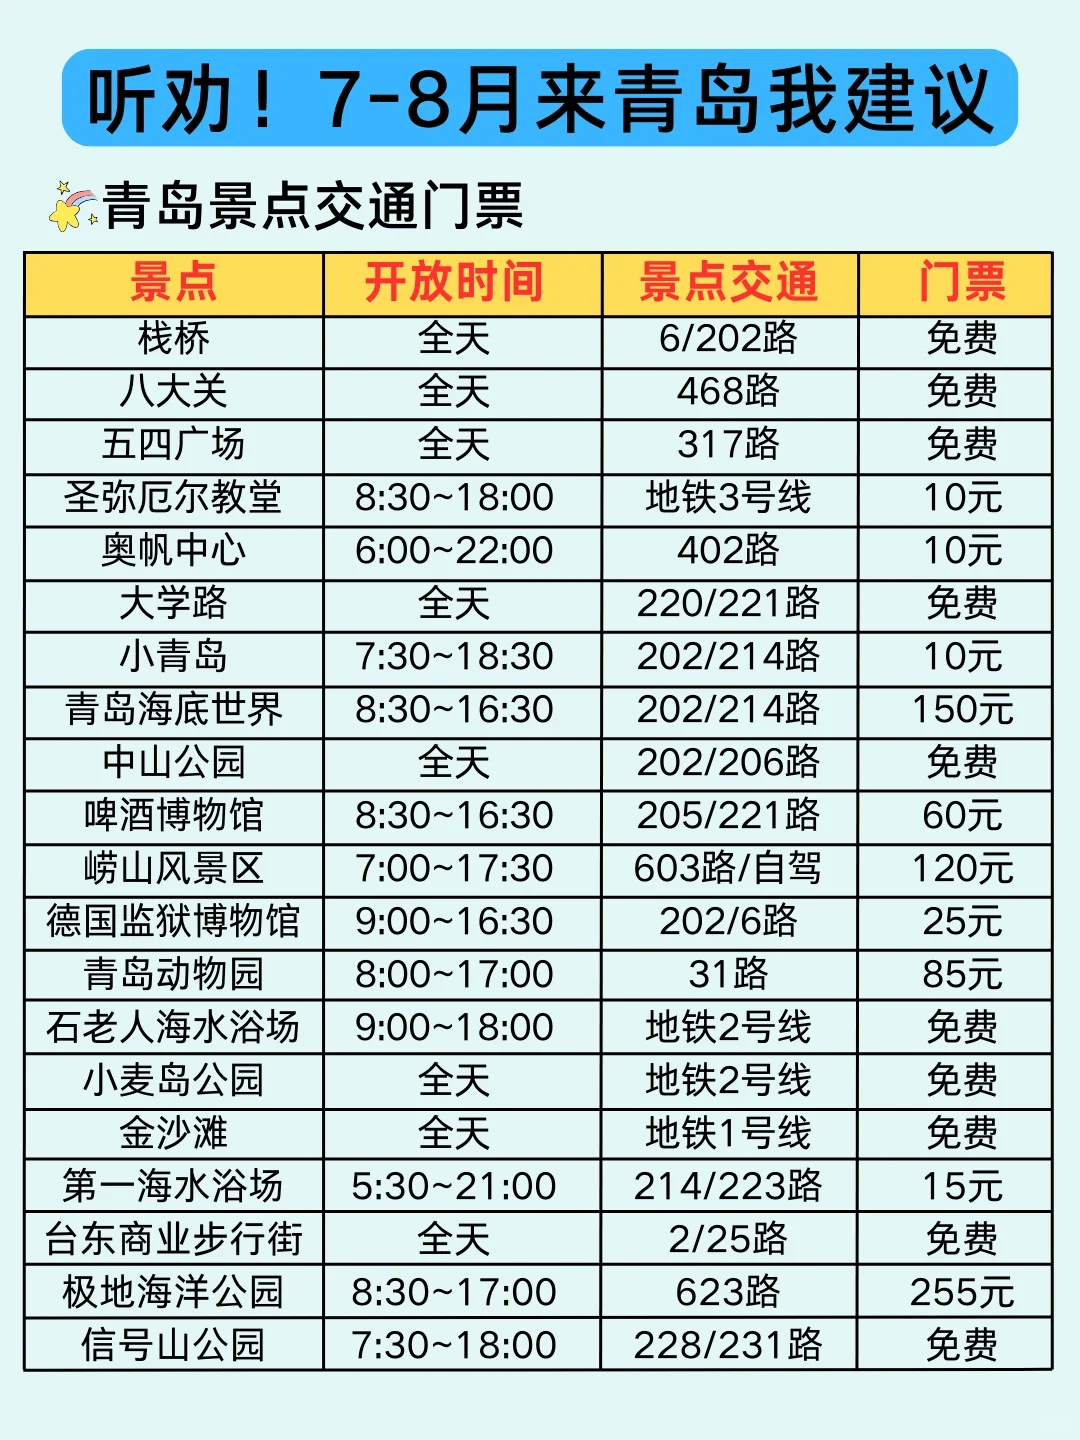 听劝！7-8月来青岛我建议
青岛景点交通门票
景点 开放时间 景点交通 门票
栈桥 全天 6/202路 免费
八大关 全天 468路 免费
五四广场 全天 317路 免费
圣弥厄尔教堂 8:30~18:00 地铁3号线 10元
奥帆中心 6:00~22:00 402路 10元
大学路 全天 220/221路 免费
小青岛 7:30~18:30 202/214路 10元
青岛海底世界 8:30~16:30 202/214路 150元
中山公园 全天 202/206路 免费
啤酒博物馆 8:30~16:30 205/221路 60元
崂山风景区 7:00~17:30 603路/自驾 120元
德国监狱博物馆 9:00~16:30 202/6路 25元
青岛动物园 8:00~17:00 31路 85元
石老人海水浴场 9:00~18:00 地铁2号线 免费
小麦岛公园 全天 地铁2号线 免费
金沙滩 全天 地铁1号线 免费
第一海水浴场 5:30~21:00 214/223路 15元
台东商业步行街 全天 2/25路 免费
极地海洋公园 8:30~17:00 623路 255元
信号山公园 7:30~18:00 228/231路 免费